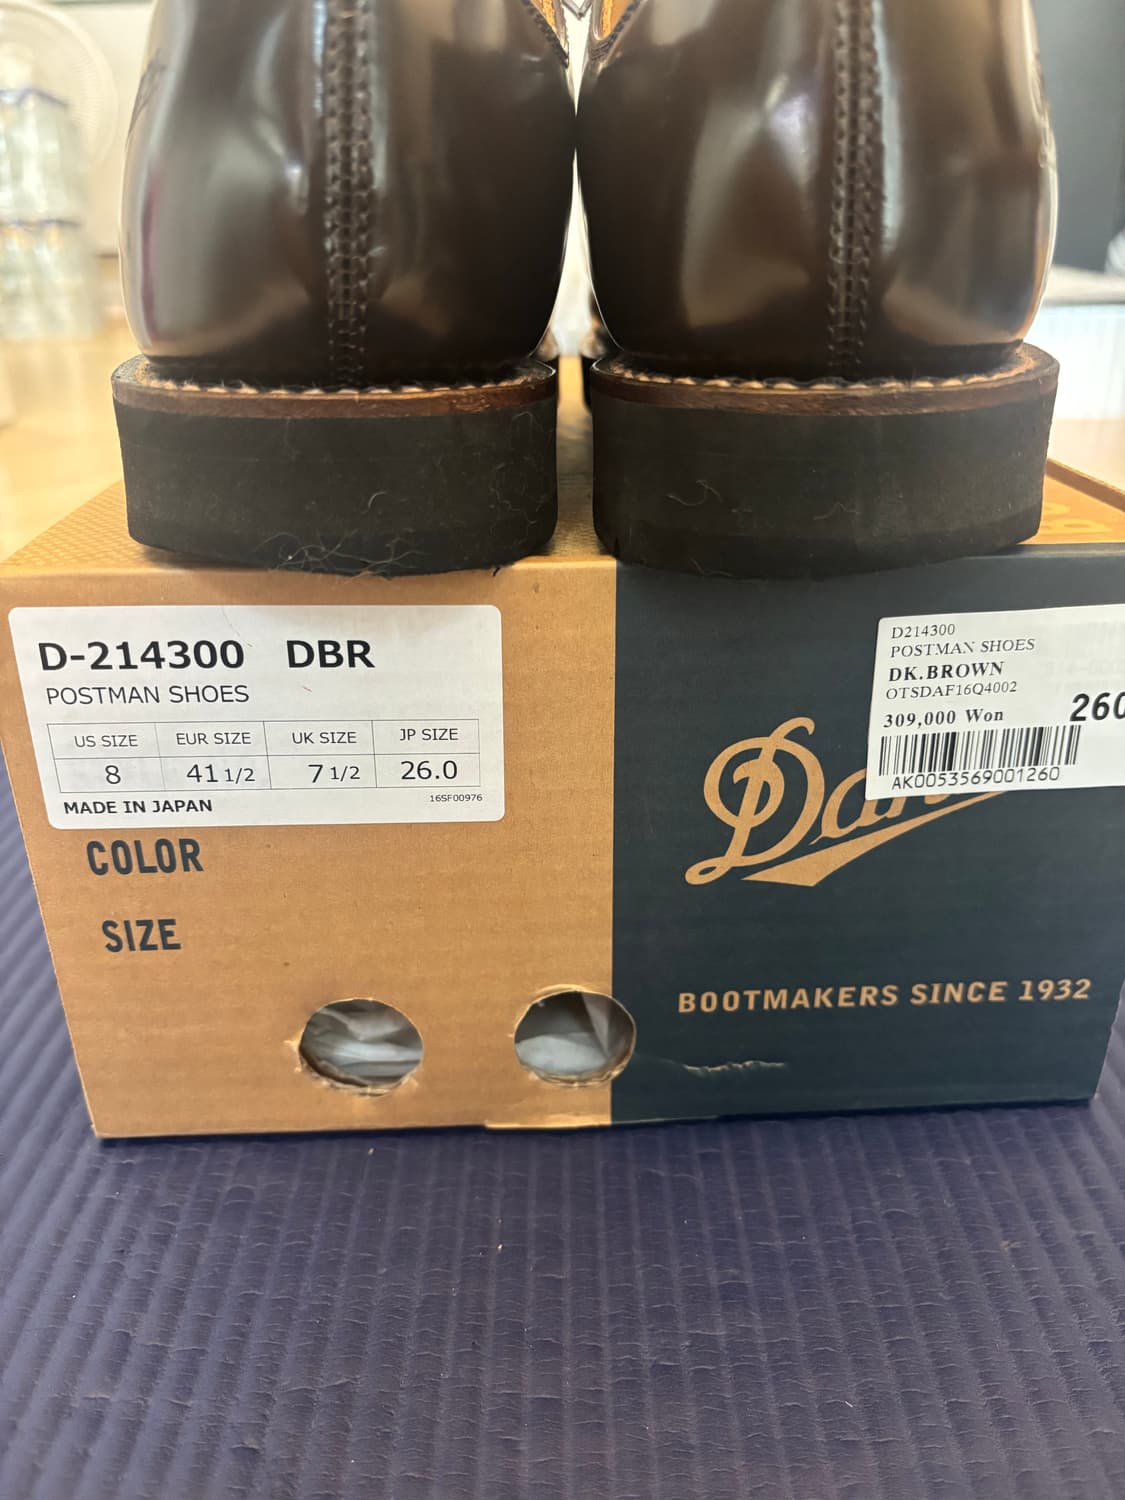 D-214300 DBR
POSTMAN SHOES
US SIZE EUR SIZE UK SIZE JP SIZE
8 41 1/2 7 1/2 26.0
MADE IN JAPAN 16SF00976
COLOR
SIZE
D214300
POSTMAN SHOES
DK.BROWN
OTSDAF16Q4002
309,000 Won 260
AK0053569001260
Dan
BOOTMAKERS SINCE 1932